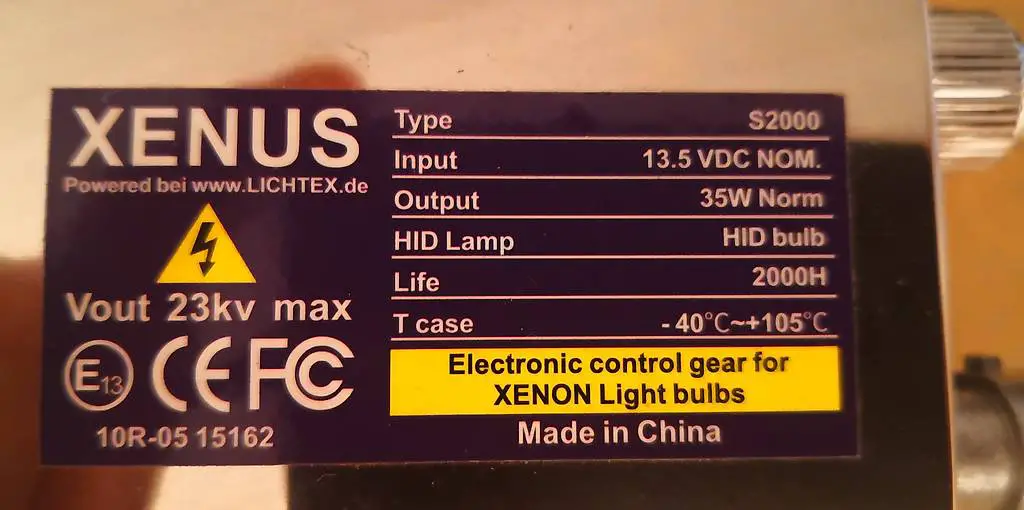 XENUS
Powered bei www.LICHTEX.de
Vout 23kv max
E13 CE FC
10R-05 15162
Type S2000
Input 13.5 VDC NOM.
Output 35W Norm
HID Lamp HID bulb
Life 2000H
T case - 40°C~+105°C
Electronic control gear for
XENON Light bulbs
Made in China